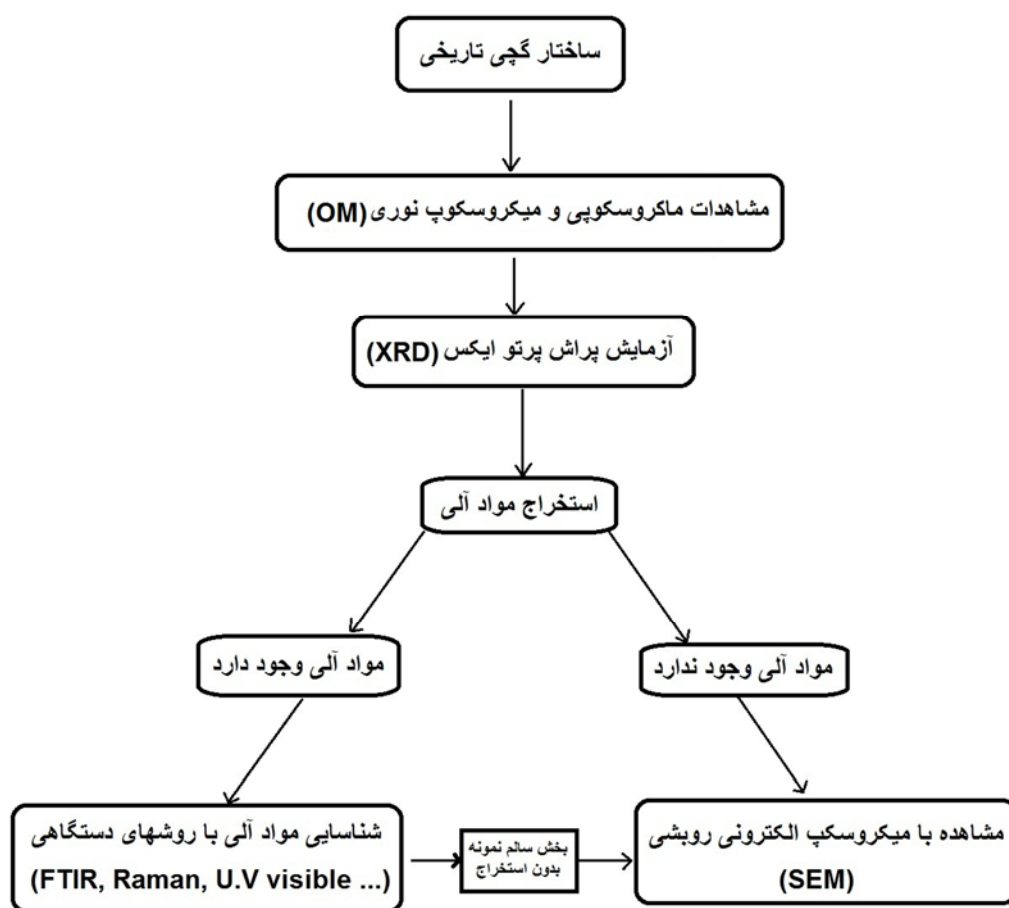 ساختار گچی تاریخی
مشاهدات ماکروسکوپی و میکروسکوپ نوری (OM)
آزمایش پراش پرتو ایکس (XRD)
استخراج مواد آلی
مواد آلی وجود دارد
مواد آلی وجود ندارد
شناسایی مواد آلی با روشهای دستگاهی
(FTIR, Raman, U.V visible ...)
بخش سالم نمونه
بدون استخراج
مشاهده با میکروسکپ الکترونی روبشی
(SEM)